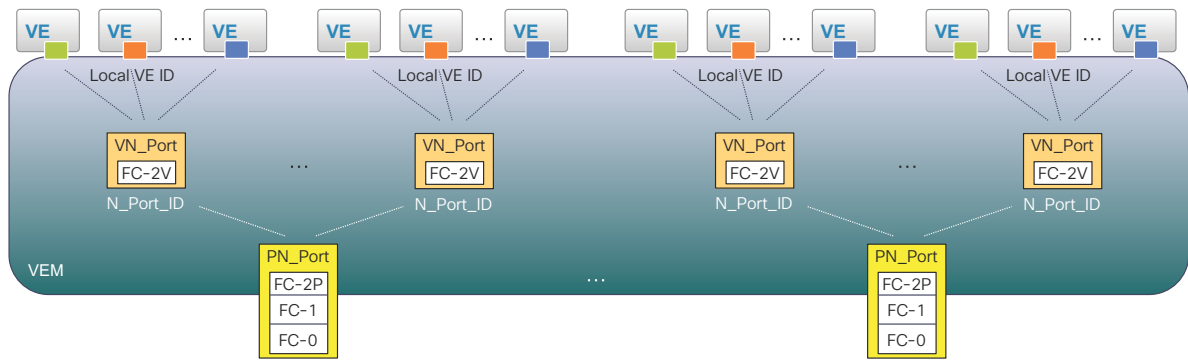 VE VE ... VE VE VE ... VE VE VE ... VE VE VE ... VE
Local VE ID Local VE ID Local VE ID Local VE ID
VN_Port ... VN_Port VN_Port ... VN_Port
FC-2V FC-2V FC-2V FC-2V
N_Port_ID N_Port_ID N_Port_ID N_Port_ID
PN_Port PN_Port
VEM FC-2P ... FC-2P
FC-1 FC-1
FC-0 FC-0